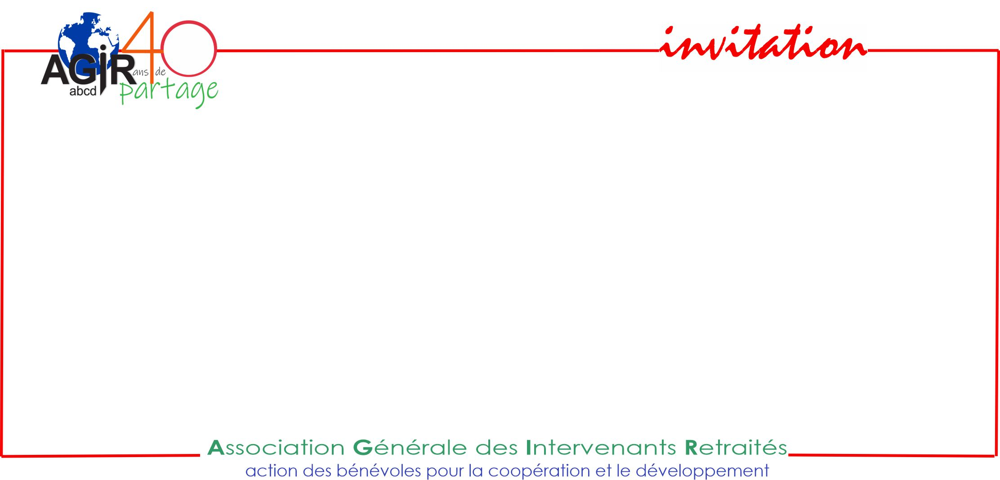 AGiR 40
ans de
abcd partage
invitation
Association Générale des Intervenants Retraités
action des bénévoles pour la coopération et le développement